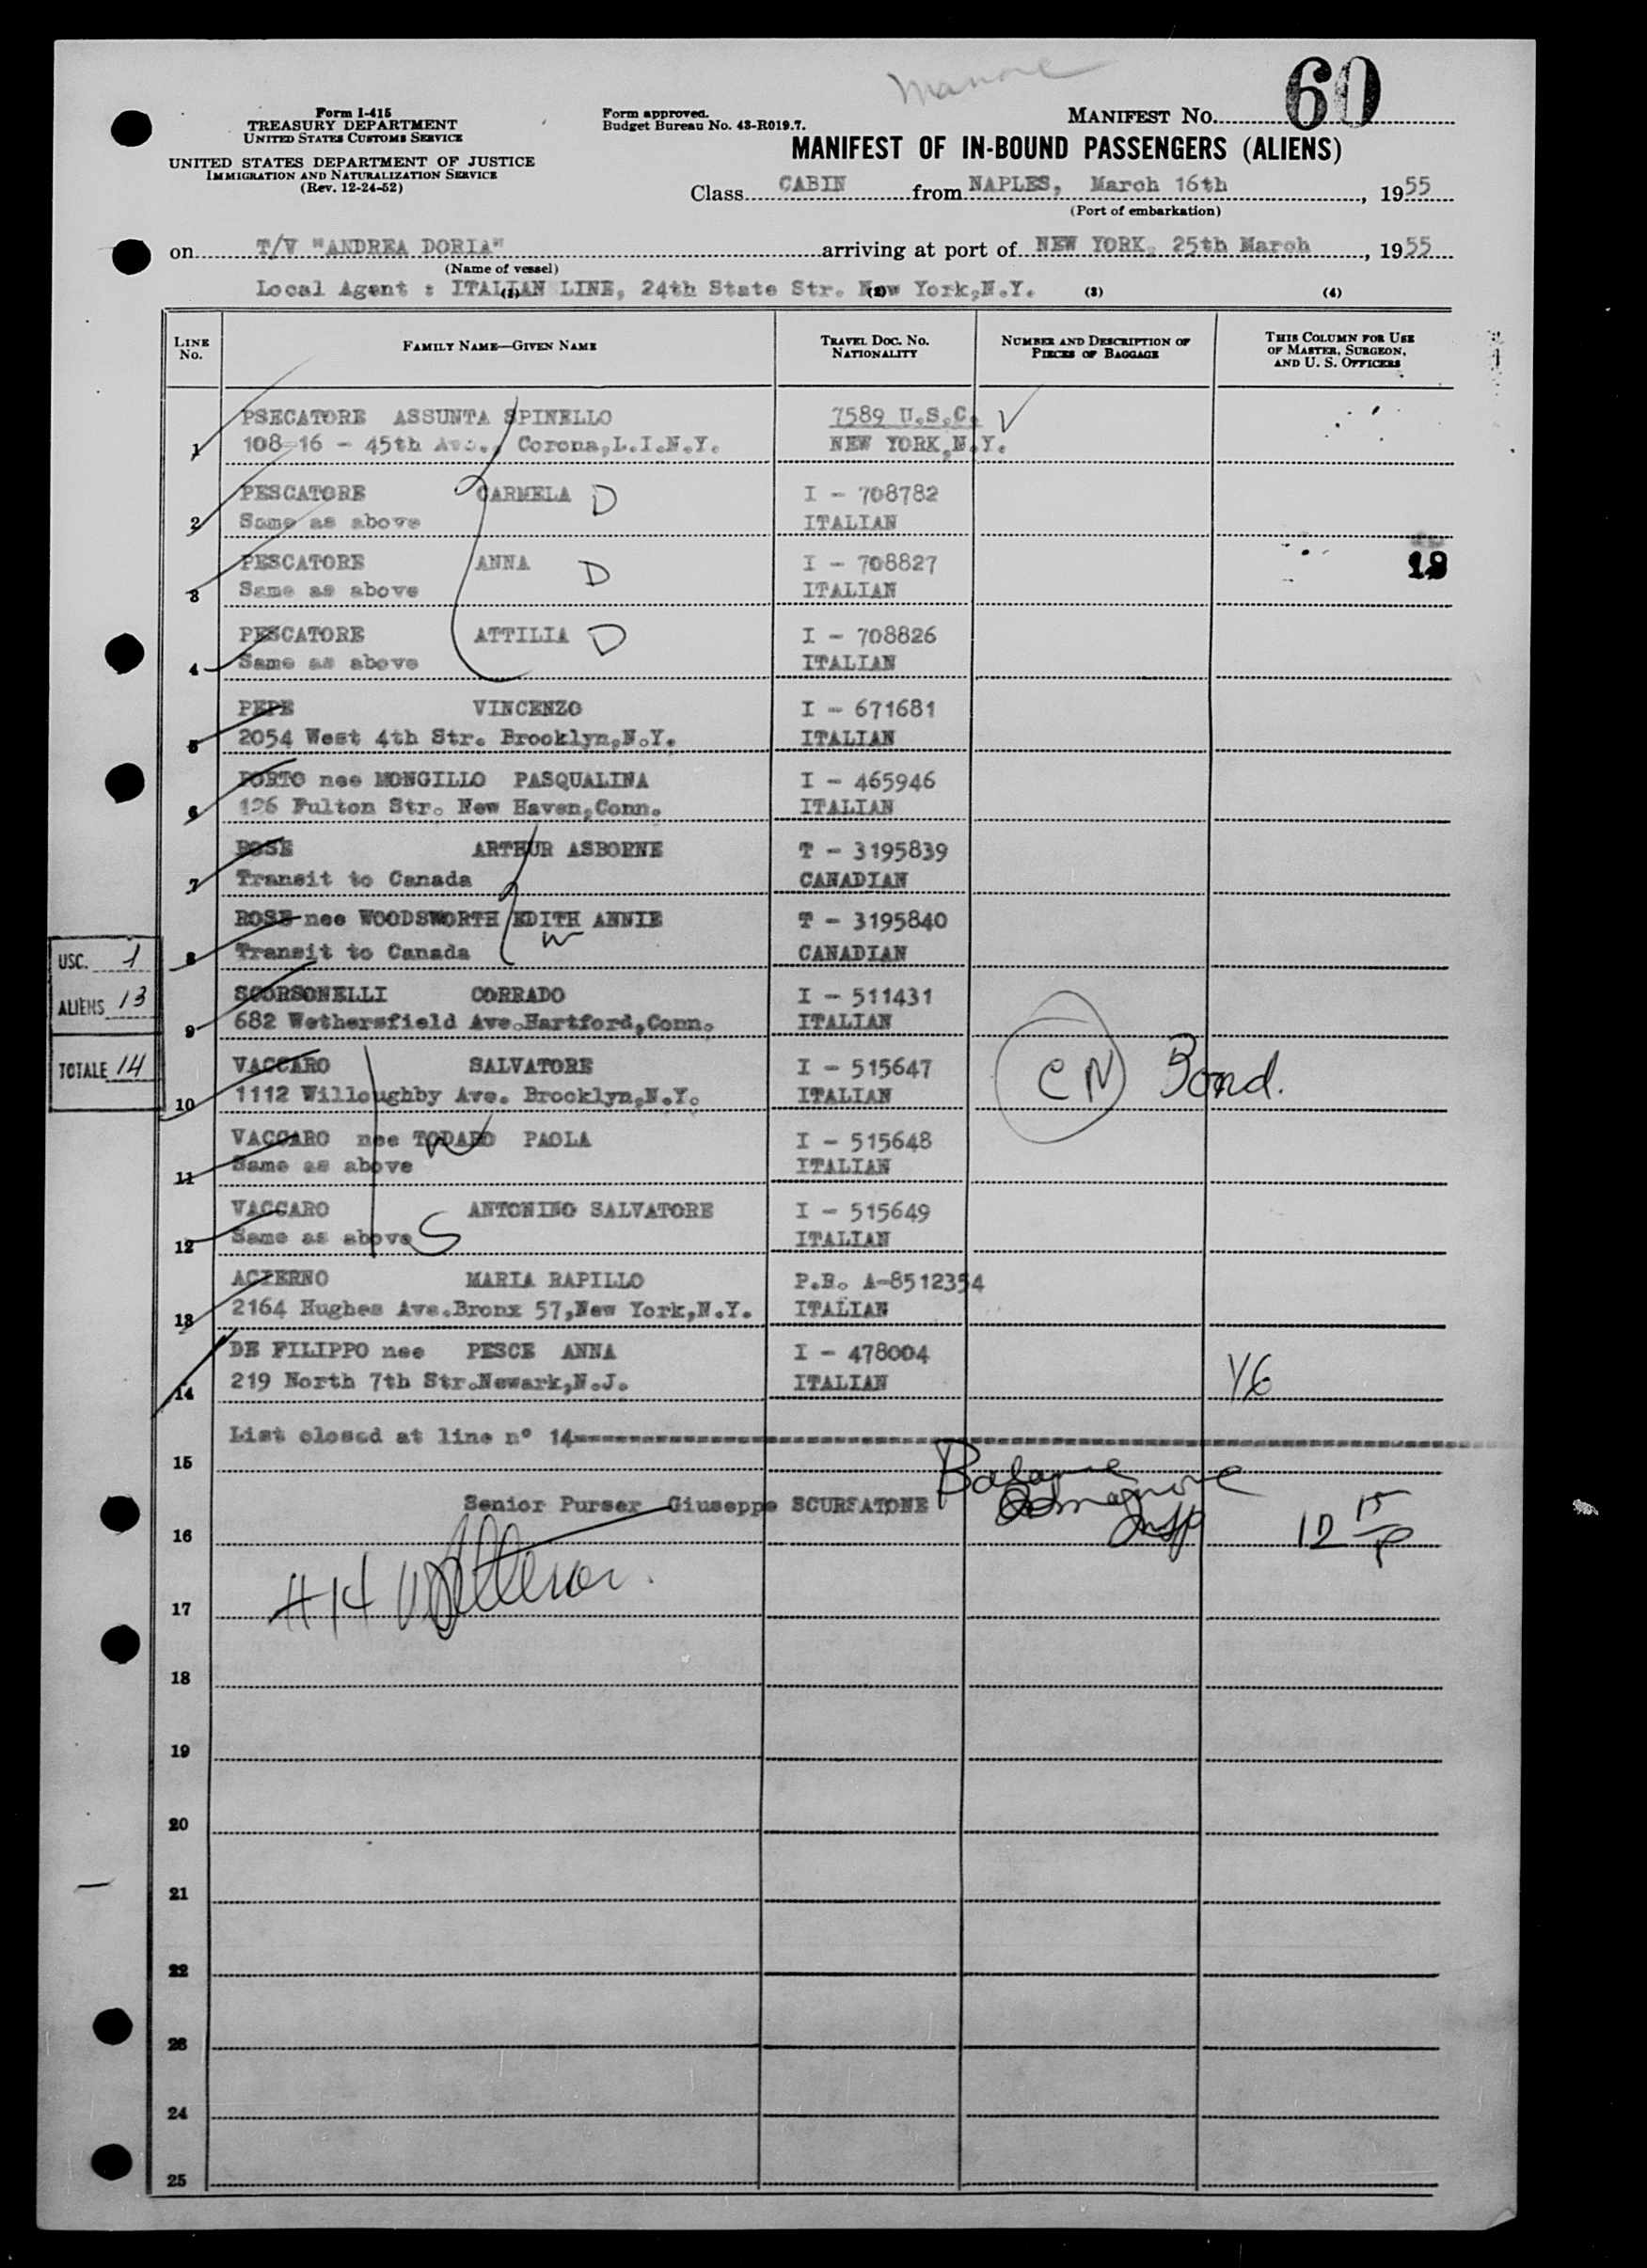 manone
Form I-415
TREASURY DEPARTMENT
UNITED STATES CUSTOMS SERVICE
UNITED STATES DEPARTMENT OF JUSTICE
IMMIGRATION AND NATURALIZATION SERVICE
(Rev. 12-24-52)
Form approved.
Budget Bureau No. 43-R019.7.
MANIFEST NO. 60
MANIFEST OF IN-BOUND PASSENGERS (ALIENS)
Class CABIN from NAPLES, March 16th, 1955
(Port of embarkation)
on T/V "ANDREA DORIA" arriving at port of NEW YORK, 25th March, 1955
(Name of vessel)
Local Agent : ITALIAN LINE, 24th State Str. New York,N.Y.
(1) (2) (3) (4)
LINE NO. FAMILY NAME—GIVEN NAME TRAVEL DOC. NO. NATIONALITY NUMBER AND DESCRIPTION OF PIECES OF BAGGAGE THIS COLUMN FOR USE OF MASTER, SURGEON, AND U. S. OFFICERS
PSECATORE ASSUNTA SPINELLO 7589 U.S.C.
1 108-16 - 45th Ave., Corona,L.I.N.Y. NEW YORK,N.Y.
PESCATORE CARMELA D I - 708782
2 Same as above ITALIAN
PESCATORE ANNA D I - 708827 19
3 Same as above ITALIAN
PESCATORE ATTILIA D I - 708826
4 Same as above ITALIAN
PEPE VINCENZO I - 671681
5 2054 West 4th Str. Brooklyn,N.Y. ITALIAN
PORTO nee MONGILLO PASQUALINA I - 465946
6 126 Fulton Str. New Haven,Conn. ITALIAN
ROSE ARTHUR ASBORNE T - 3195839
7 Transit to Canada CANADIAN
ROSE nee WOODSWORTH EDITH ANNIE T - 3195840
W
8 Transit to Canada CANADIAN
USC. 1
ALIENS 13
TOTALE 14
SCORSONELLI CORRADO I - 511431
9 682 Wethersfield Ave.Hartford,Conn. ITALIAN
VACCARO SALVATORE I - 515647 CN Bond.
10 1112 Willoughby Ave. Brooklyn,N.Y. ITALIAN
VACCARO nee TODARO PAOLA I - 515648
W
11 Same as above ITALIAN
VACCARO ANTONINO SALVATORE I - 515649
12 Same as above S ITALIAN
ACIERNO MARIA RAPILLO P.R. A-8512354
13 2164 Hughes Ave.Bronx 57,New York,N.Y. ITALIAN
DE FILIPPO nee PESCE ANNA I - 478004
14 219 North 7th Str.Newark,N.J. ITALIAN
List closed at line n° 14
15
Senior Purser Giuseppe SCURSATONE
Insp
12 15/P
16
#14
17
18
19
20
21
22
23
24
25